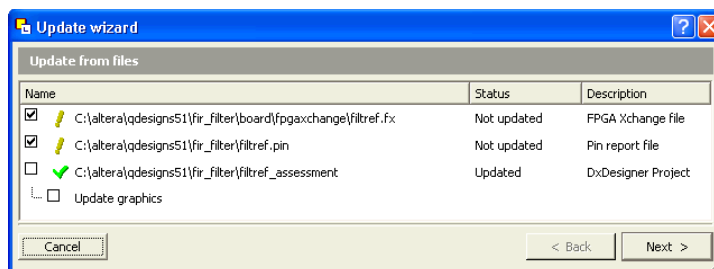 Update wizard
Update from files
Name Status Description
C:\altera\qdesigns51\fir_filter\board\fpgaxchange\filtref.fx Not updated FPGA Xchange file
C:\altera\qdesigns51\fir_filter\filtref.pin Not updated Pin report file
C:\altera\qdesigns51\fir_filter\filtref_assessment Updated DxDesigner Project
Update graphics
Cancel < Back Next >